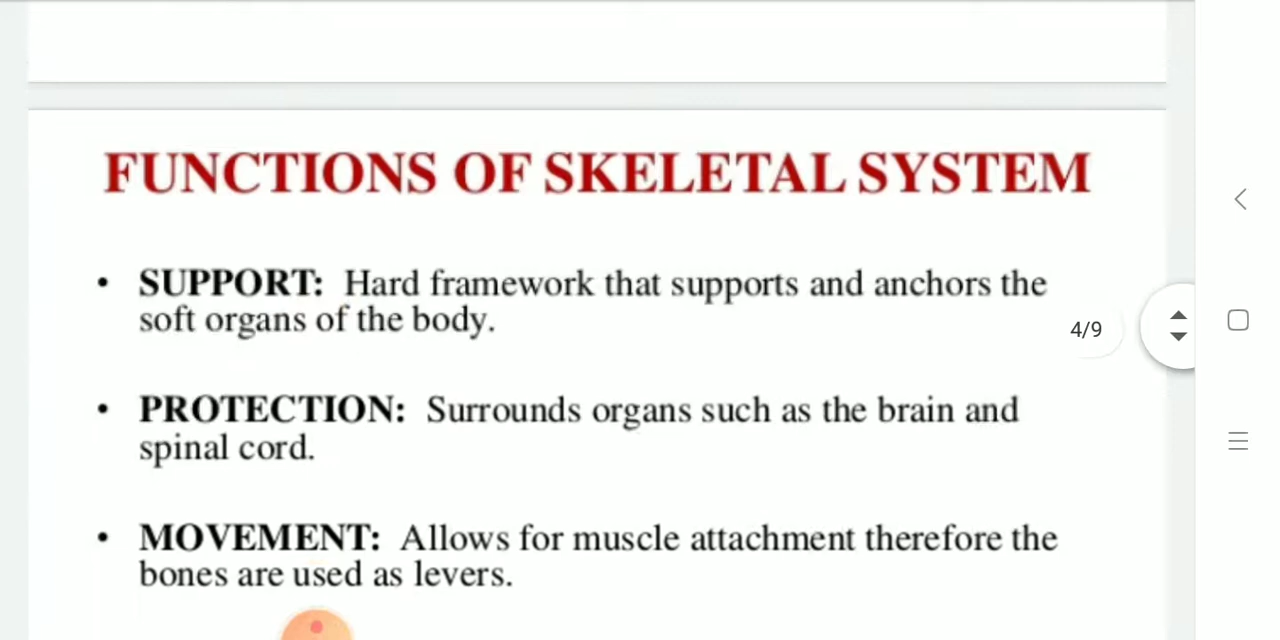 FUNCTIONS OF SKELETAL SYSTEM
• SUPPORT: Hard framework that supports and anchors the
soft organs of the body.
4/9
• PROTECTION: Surrounds organs such as the brain and
spinal cord.
• MOVEMENT: Allows for muscle attachment therefore the
bones are used as levers.